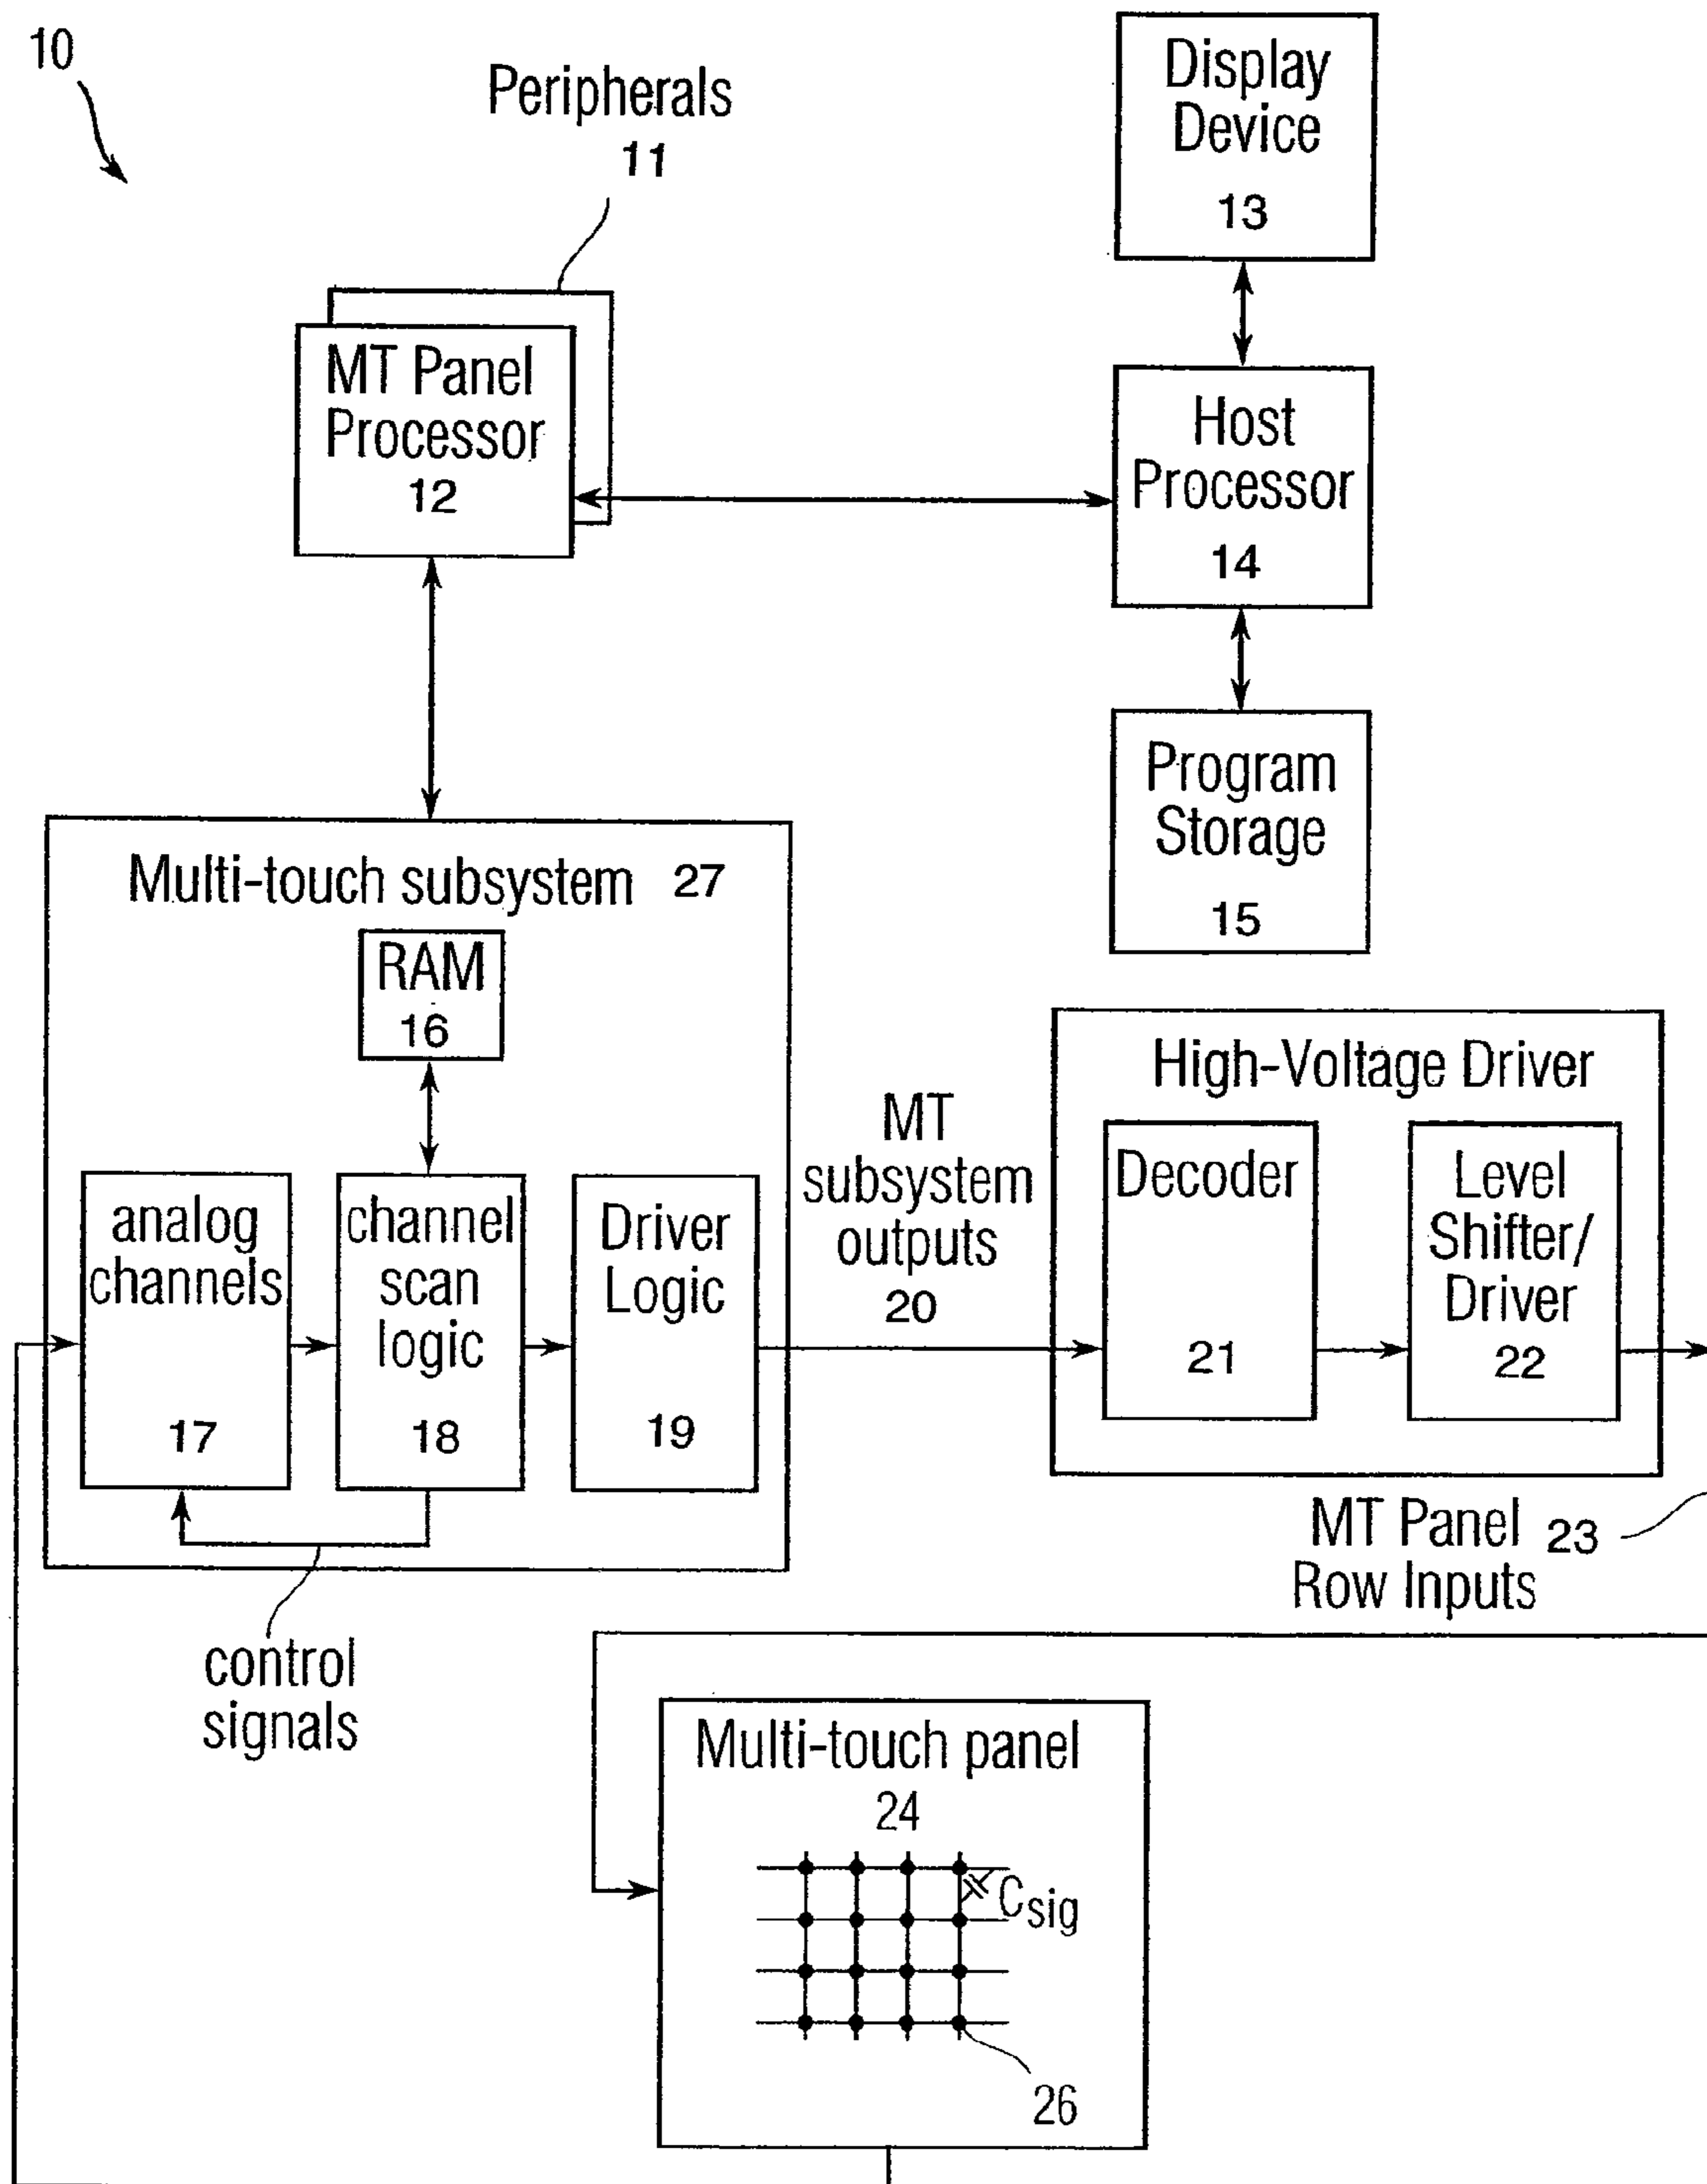 10
Peripherals
11
Display
Device
13
MT Panel
Processor
12
Host
Processor
14
Program
Storage
15
Multi-touch subsystem 27
RAM
16
analog
channels
17
channel
scan
logic
18
Driver
Logic
19
control
signals
MT
subsystem
outputs
20
High-Voltage Driver
Decoder
21
Level
Shifter/
Driver
22
MT Panel 23
Row Inputs
Multi-touch panel
24
Csig
26